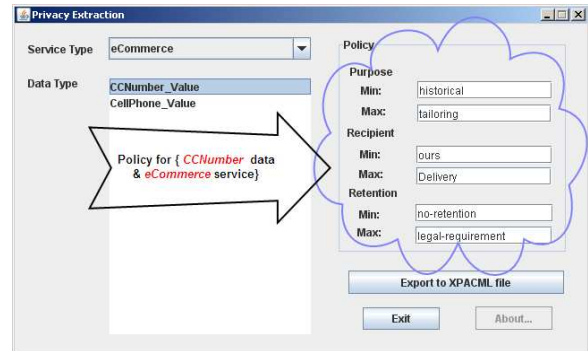 Privacy Extraction
Service Type
eCommerce
Data Type
CCNumber_Value
CellPhone_Value
Policy for { CCNumber data
& eCommerce service}
Policy
Purpose
Min: historical
Max: tailoring
Recipient
Min: ours
Max: Delivery
Retention
Min: no-retention
Max: legal-requirement
Export to XPACML file
Exit
About...